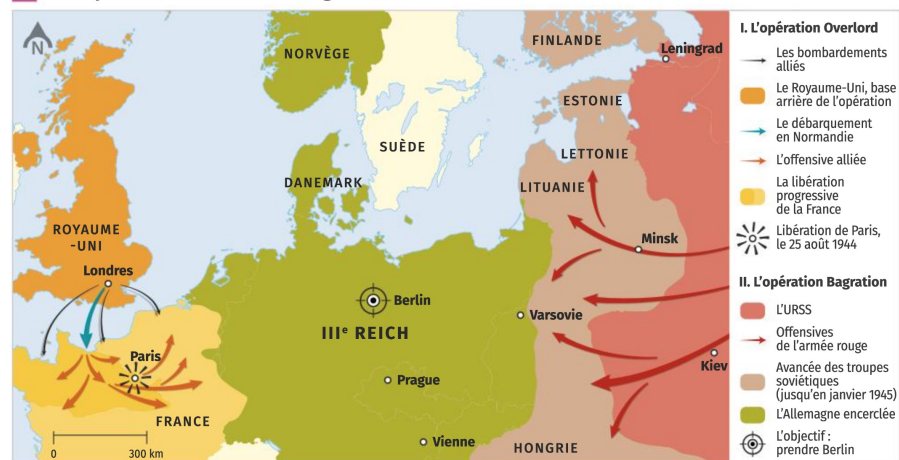 N
NORVÈGE
FINLANDE
Leningrad
ESTONIE
SUÈDE
LETTONIE
DANEMARK
LITUANIE
ROYAUME
-UNI
Minsk
Londres
Berlin
IIIe REICH
Varsovie
Paris
Kiev
Prague
FRANCE
Vienne
HONGRIE
0 300 km
I. L'opération Overlord
Les bombardements
alliés
Le Royaume-Uni, base
arrière de l'opération
Le débarquement
en Normandie
L'offensive alliée
La libération
progressive
de la France
Libération de Paris,
le 25 août 1944
II. L'opération Bagration
L'URSS
Offensives
de l'armée rouge
Avancée des troupes
soviétiques
(jusqu'en janvier 1945)
L'Allemagne encerclée
L'objectif :
prendre Berlin